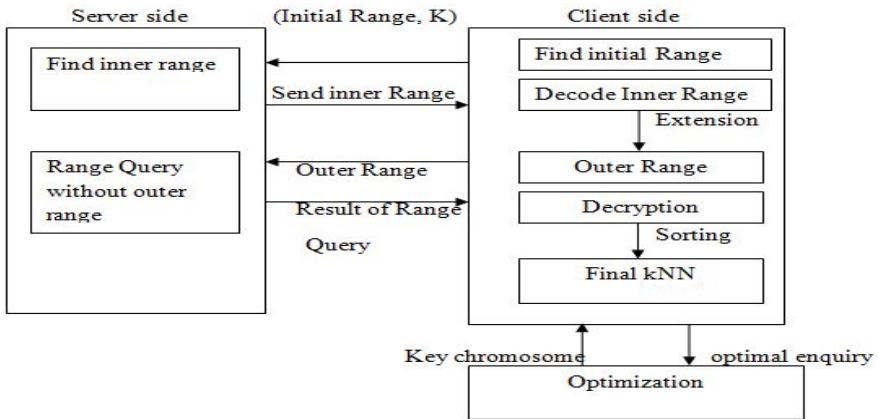 Server side
(Initial Range, K)
Client side
Find inner range
Find initial Range
Send inner Range
Decode Inner Range
Extension
Range Query
without outer
range
Outer Range
Outer Range
Result of Range
Query
Decryption
Sorting
Final kNN
Key chromosome
optimal enquiry
Optimization